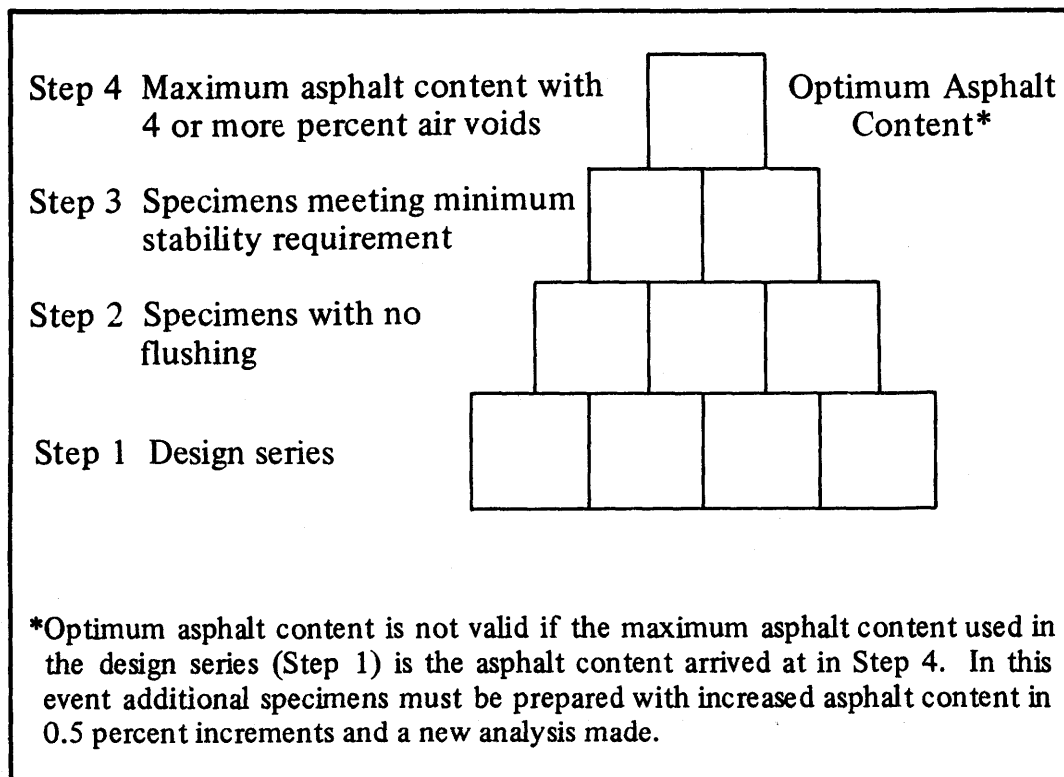 Step 4 Maximum asphalt content with
4 or more percent air voids
Optimum Asphalt
Content*
Step 3 Specimens meeting minimum
stability requirement
Step 2 Specimens with no
flushing
Step 1 Design series
*Optimum asphalt content is not valid if the maximum asphalt content used in
the design series (Step 1) is the asphalt content arrived at in Step 4. In this
event additional specimens must be prepared with increased asphalt content in
0.5 percent increments and a new analysis made.